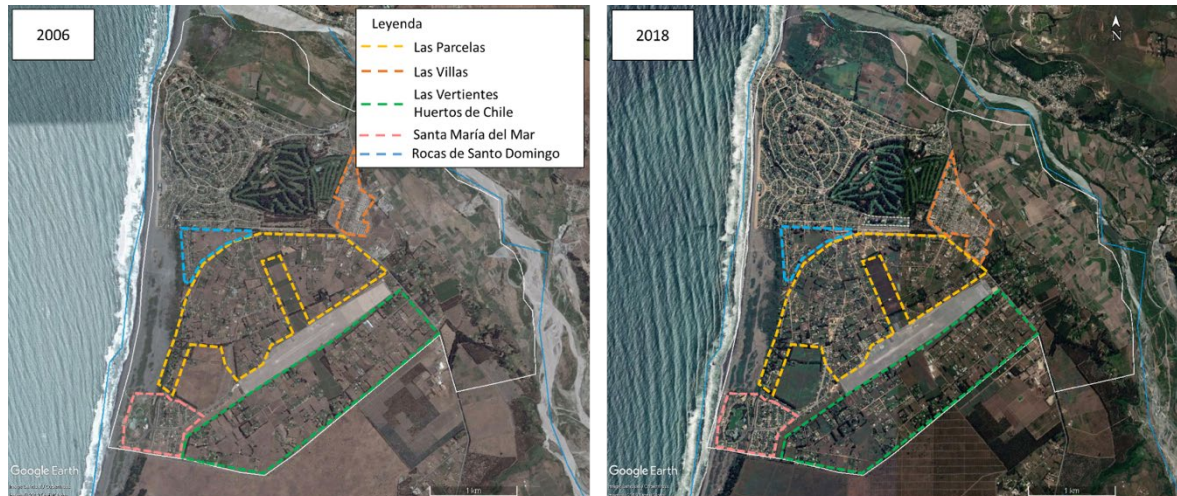 2006
Leyenda
Las Parcelas
Las Villas
Las Vertientes
Huertos de Chile
Santa María del Mar
Rocas de Santo Domingo
Google Earth
1 km
2018
N
Google Earth
1 km